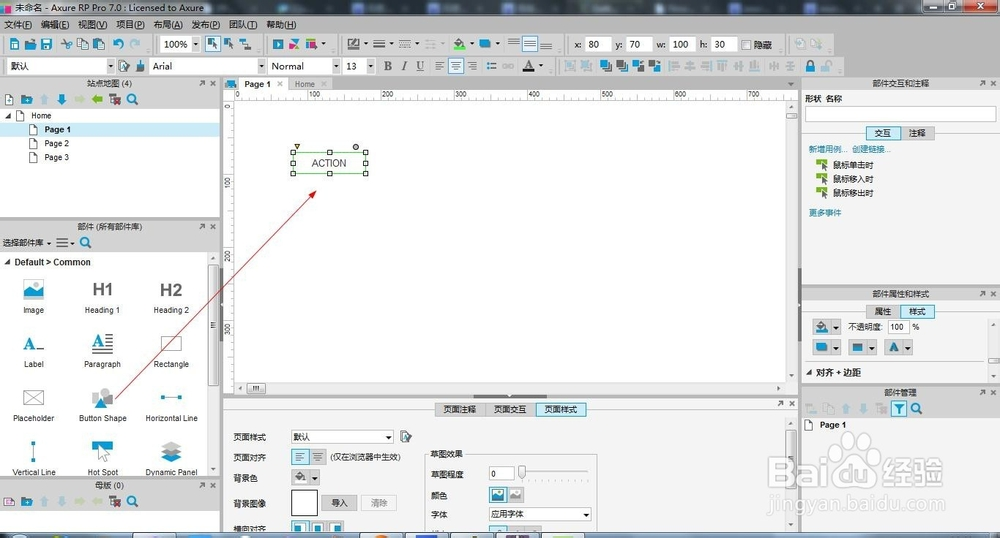 未命名 - Axure RP Pro 7.0 : Licensed to Axure
文件(F) 编辑(E) 视图(V) 项目(P) 布局(A) 发布(P) 团队(T) 帮助(H)
100% x: 80 y: 70 w: 100 h: 30 隐藏
默认 Arial Normal 13 B I U A
站点地图 (4)
Home
Page 1
Page 2
Page 3
部件 (所有部件库)
选择部件库
Default > Common
Image
H1
Heading 1
H2
Heading 2
A
Label
A
Paragraph
Rectangle
Placeholder
Button Shape
Horizontal Line
Vertical Line
Hot Spot
Dynamic Panel
母版 (0)
Page 1 Home
0 100 200 300 400 500 600 700
0
100
200
300
ACTION
页面注释 页面交互 页面样式
页面样式 默认
页面对齐 (仅在浏览器中生效)
背景色
背景图像 导入 清除
横向对齐
草图效果
草图程度 0
颜色
字体 应用字体
部件交互和注释
形状 名称
交互 注释
新增用例... 创建链接...
鼠标单击时
鼠标移入时
鼠标移出时
更多事件
部件属性和样式
属性 样式
不透明度: 100 %
A
对齐 + 边距
部件管理
Page 1
Baidu 经验
jingyan.baidu.com